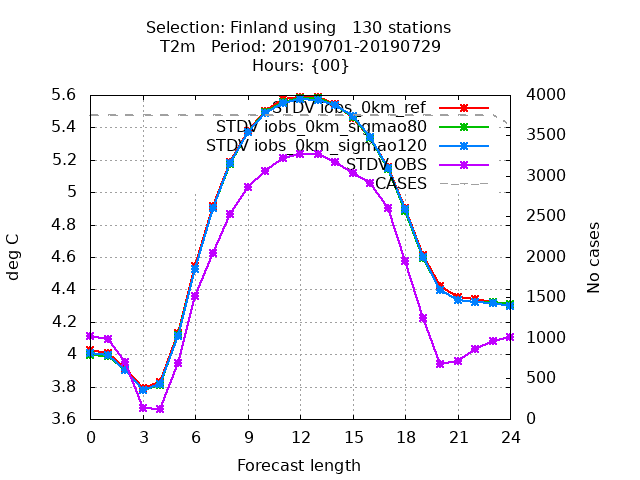 Selection: Finland using 130 stations
T2m Period: 20190701-20190729
Hours: {00}
5.6
5.4
5.2
5
4.8
4.6
4.4
4.2
4
3.8
3.6
deg C
STDV iobs_0km_ref
STDV iobs_0km_sigmao80
STDV iobs_0km_sigmao120
STDV OBS
CASES
4000
3500
3000
2500
2000
1500
1000
500
0
No cases
0 3 6 9 12 15 18 21 24
Forecast length